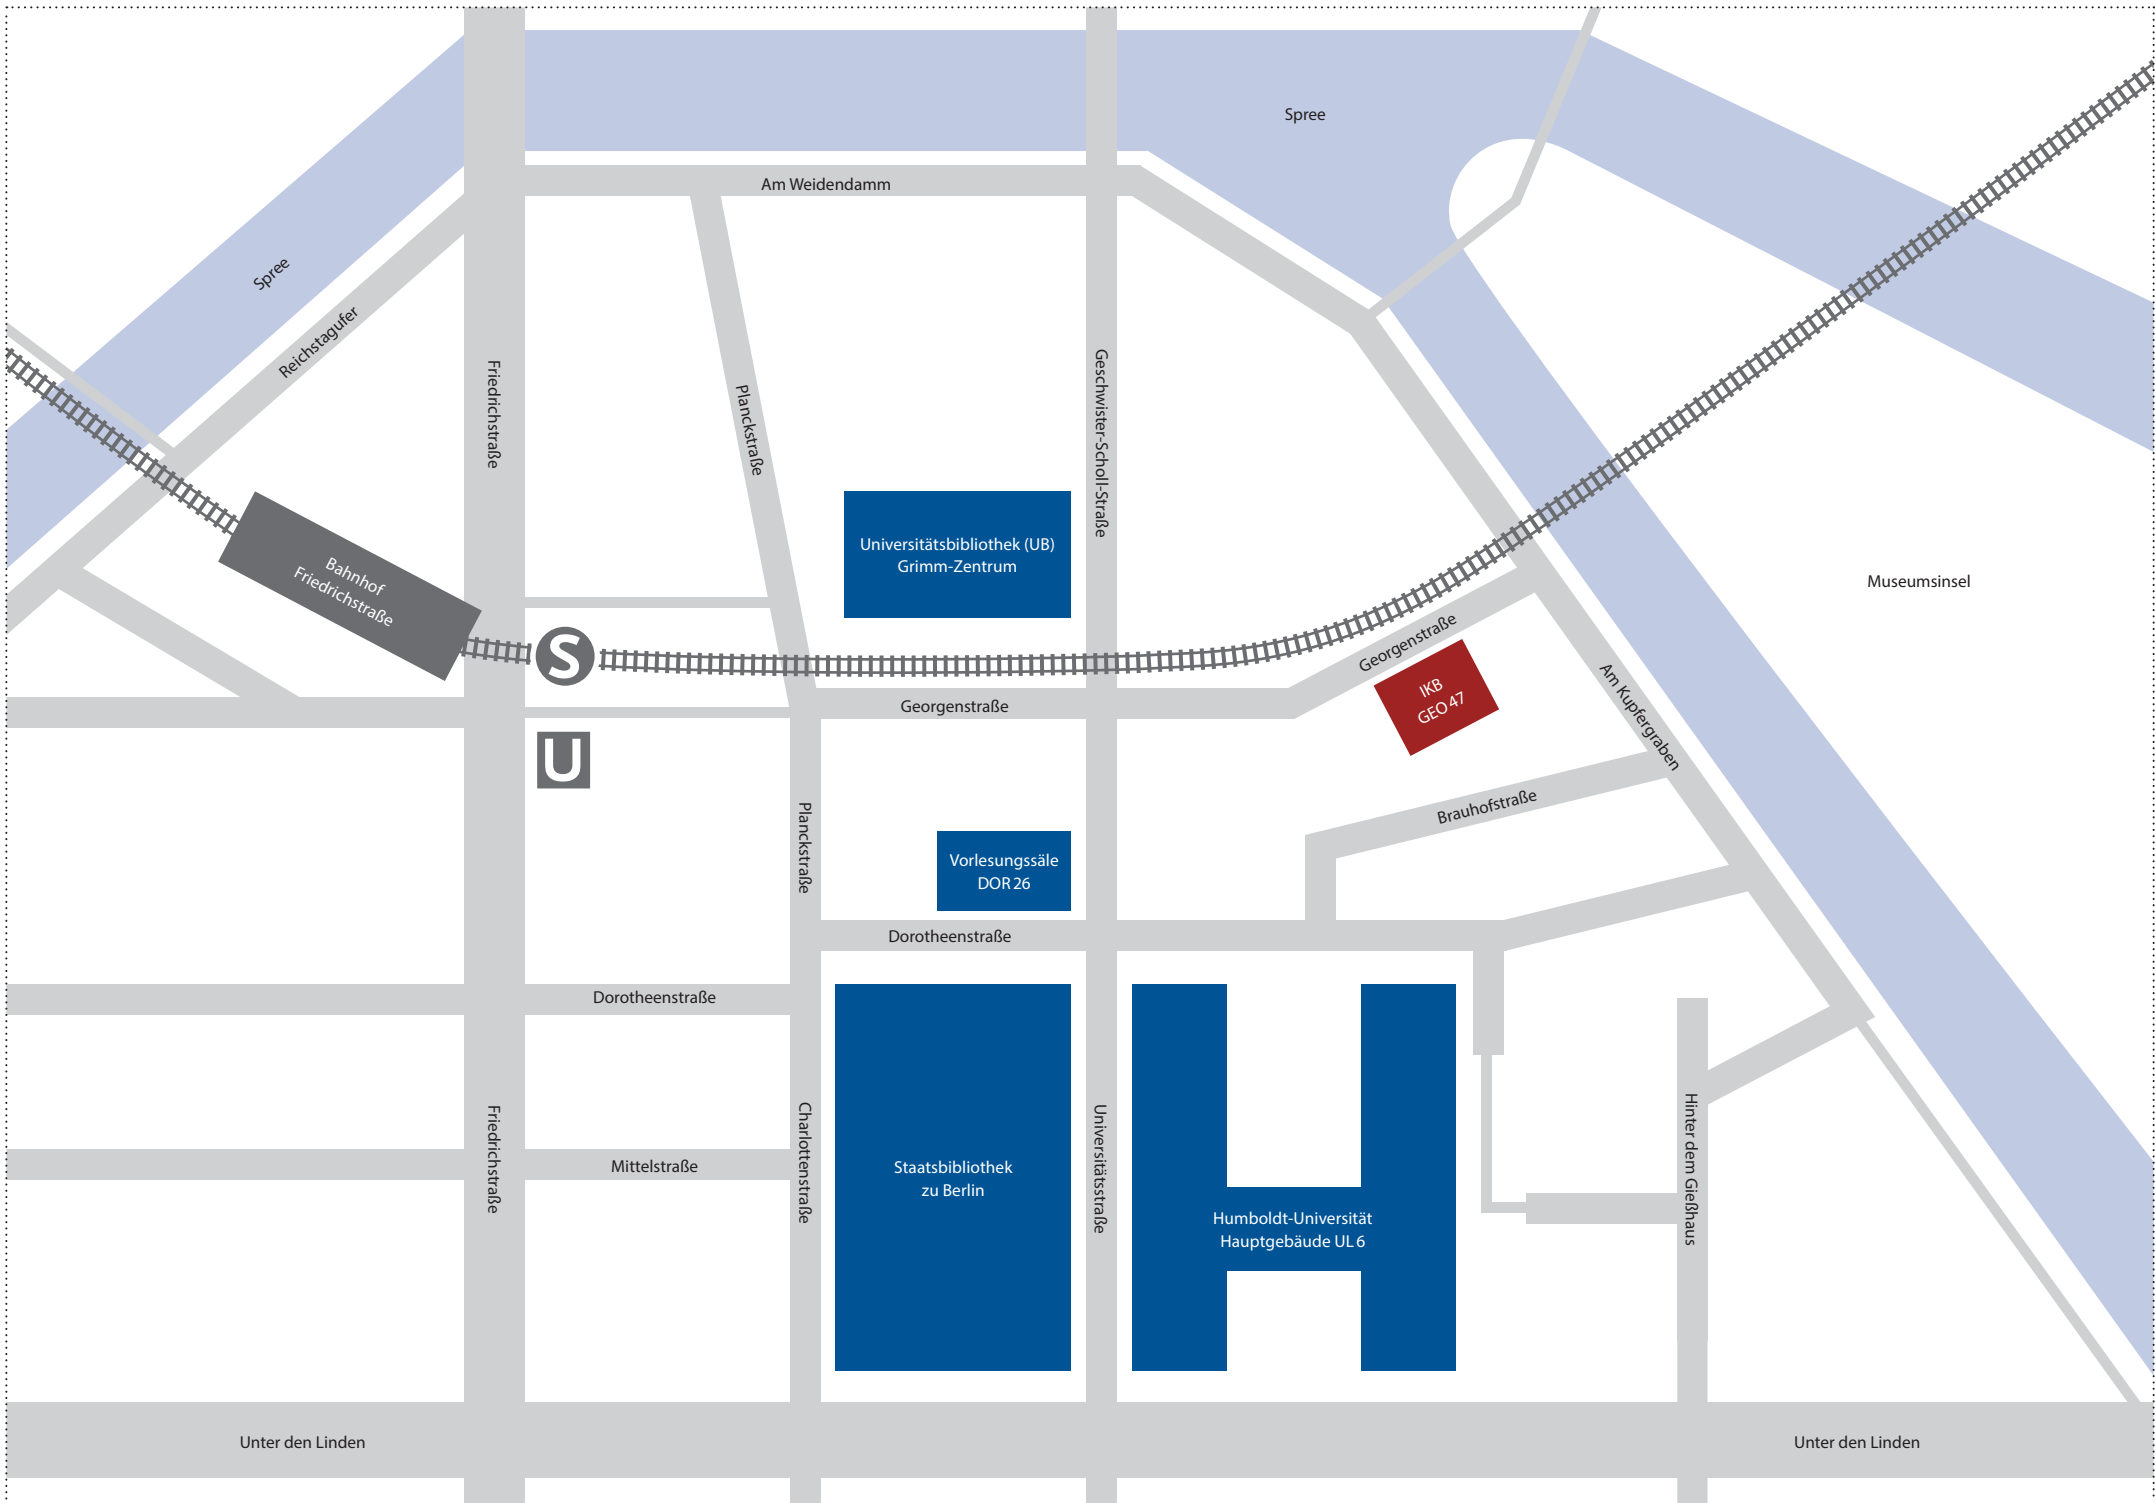 Spree
Am Weidendamm
Spree
Reichstagufer
Friedrichstraße
Planckstraße
Geschwister-Scholl-Straße
Universitätsbibliothek (UB)
Grimm-Zentrum
Bahnhof
Friedrichstraße
Museumsinsel
S
Georgenstraße
IKB
GEO 47
Am Kupfergraben
Georgenstraße
U
Brauhofstraße
Planckstraße
Vorlesungssäle
DOR 26
Dorotheenstraße
Dorotheenstraße
Friedrichstraße
Mittelstraße
Charlottenstraße
Staatsbibliothek
zu Berlin
Universitätsstraße
Humboldt-Universität
Hauptgebäude UL 6
Hinter dem Gießhaus
Unter den Linden
Unter den Linden